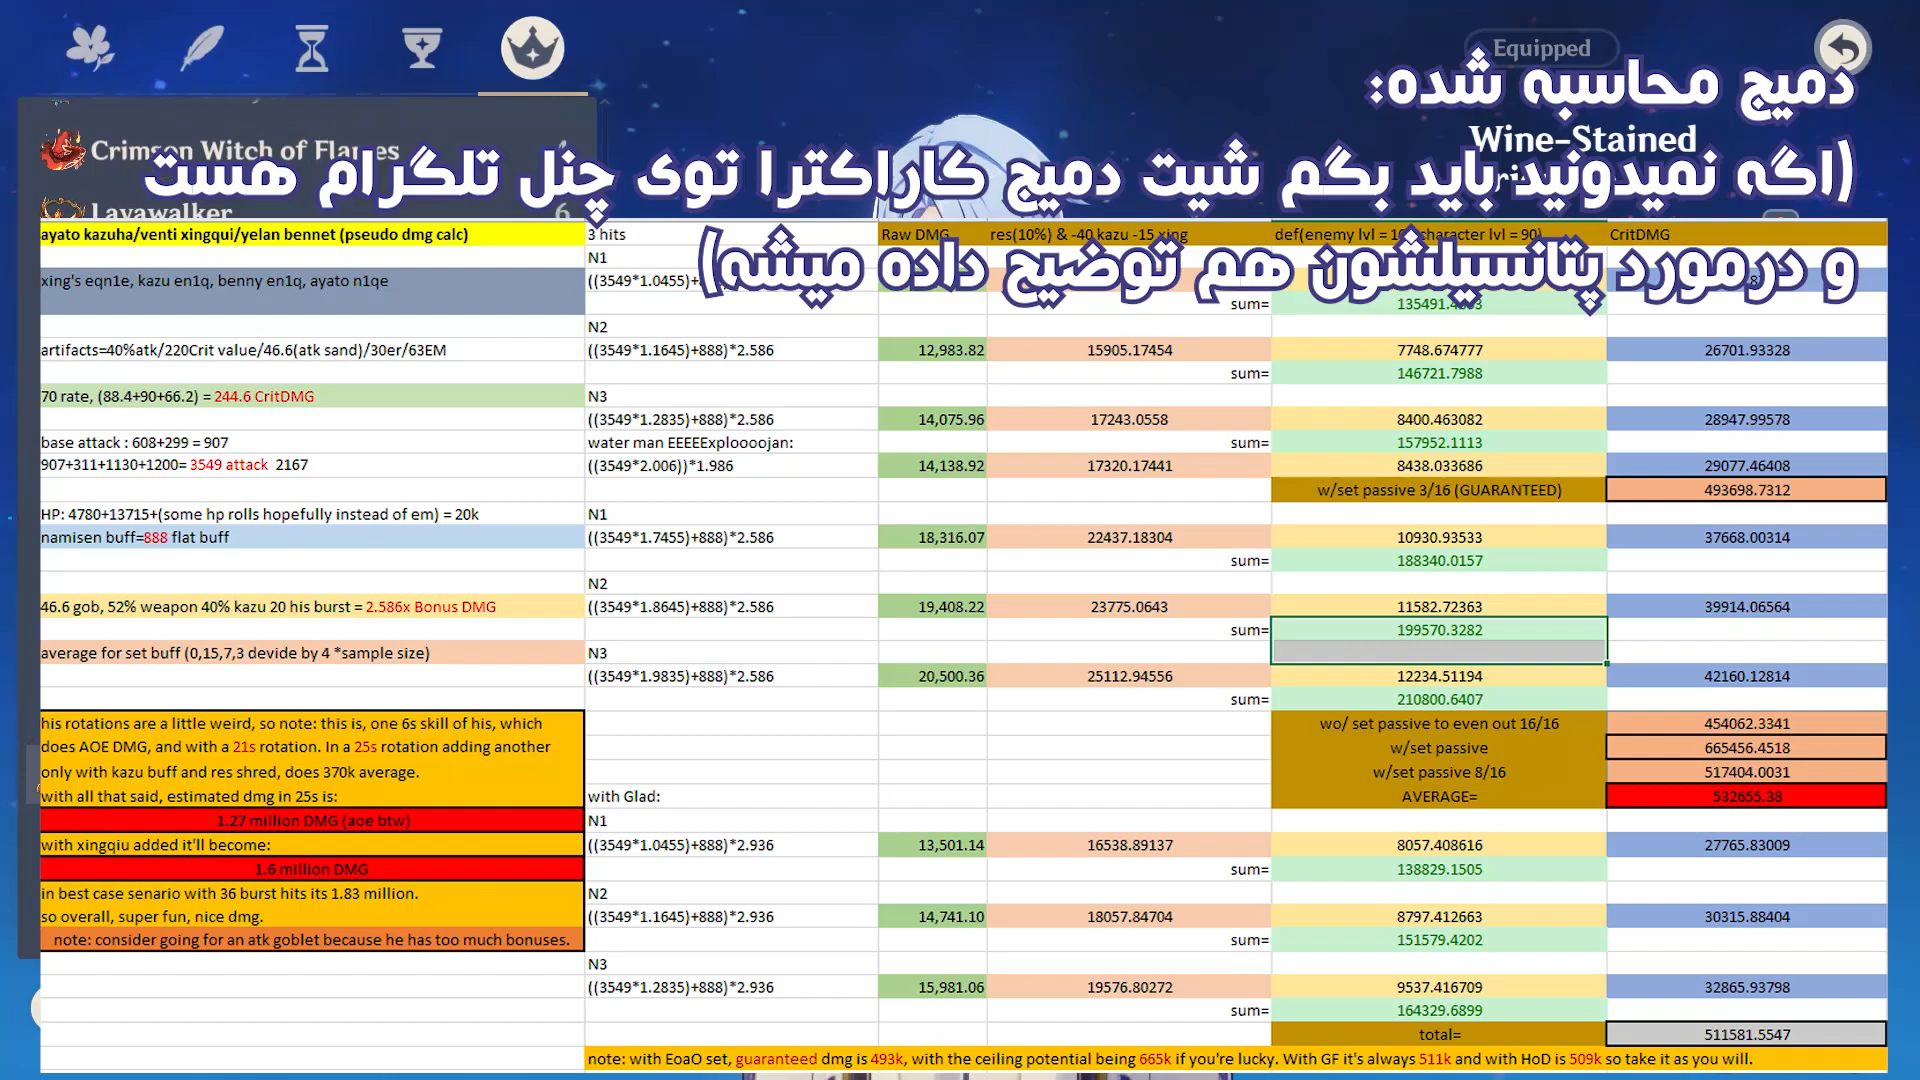 Equipped
دمیج محاسبه شده:
Wine-Stained
Crimson Witch of Flames
(اگه نمیدونید باید بگم شیت دمیج کاراکترا توی چنل تلگرام هست
Lavawalker 6
و درمورد پتانسیلشون هم توضیح داده میشه)
ayato kazuha/venti xingqui/yelan bennet (pseudo dmg calc) 3 hits Raw DMG res(10%) & -40 kazu -15 xing def(enemy lvl = 10 character lvl = 90) CritDMG
N1
xing's eqn1e, kazu en1q, benny en1q, ayato n1qe ((3549*1.0455)+
sum= 135491.4
N2
artifacts=40%atk/220Crit value/46.6(atk sand)/30er/63EM ((3549*1.1645)+888)*2.586 12,983.82 15905.17454 7748.674777 26701.93328
sum= 146721.7988
70 rate, (88.4+90+66.2) = 244.6 CritDMG N3
((3549*1.2835)+888)*2.586 14,075.96 17243.0558 8400.463082 28947.99578
base attack : 608+299 = 907 water man EEEEExploooojan: sum= 157952.1113
907+311+1130+1200= 3549 attack 2167 ((3549*2.006))*1.986 14,138.92 17320.17441 8438.033686 29077.46408
w/set passive 3/16 (GUARANTEED) 493698.7312
HP: 4780+13715+(some hp rolls hopefully instead of em) = 20k N1
namisen buff=888 flat buff ((3549*1.7455)+888)*2.586 18,316.07 22437.18304 10930.93533 37668.00314
sum= 188340.0157
N2
46.6 gob, 52% weapon 40% kazu 20 his burst = 2.586x Bonus DMG ((3549*1.8645)+888)*2.586 19,408.22 23775.0643 11582.72363 39914.06564
sum= 199570.3282
average for set buff (0,15,7,3 devide by 4 *sample size) N3
((3549*1.9835)+888)*2.586 20,500.36 25112.94556 12234.51194 42160.12814
sum= 210800.6407
his rotations are a little weird, so note: this is, one 6s skill of his, which wo/ set passive to even out 16/16 454062.3341
does AOE DMG, and with a 21s rotation. In a 25s rotation adding another w/set passive 665456.4518
only with kazu buff and res shred, does 370k average. w/set passive 8/16 517404.0031
with all that said, estimated dmg in 25s is: with Glad: AVERAGE= 532655.38
1.27 million DMG (aoe btw) N1
with xingqiu added it'll become: ((3549*1.0455)+888)*2.936 13,501.14 16538.89137 8057.408616 27765.83009
1.6 million DMG sum= 138829.1505
in best case senario with 36 burst hits its 1.83 million. N2
so overall, super fun, nice dmg. ((3549*1.1645)+888)*2.936 14,741.10 18057.84704 8797.412663 30315.88404
note: consider going for an atk goblet because he has too much bonuses. sum= 151579.4202
N3
((3549*1.2835)+888)*2.936 15,981.06 19576.80272 9537.416709 32865.93798
sum= 164329.6899
total= 511581.5547
note: with EoaO set, guaranteed dmg is 493k, with the ceiling potential being 665k if you're lucky. With GF it's always 511k and with HoD is 509k so take it as you will.